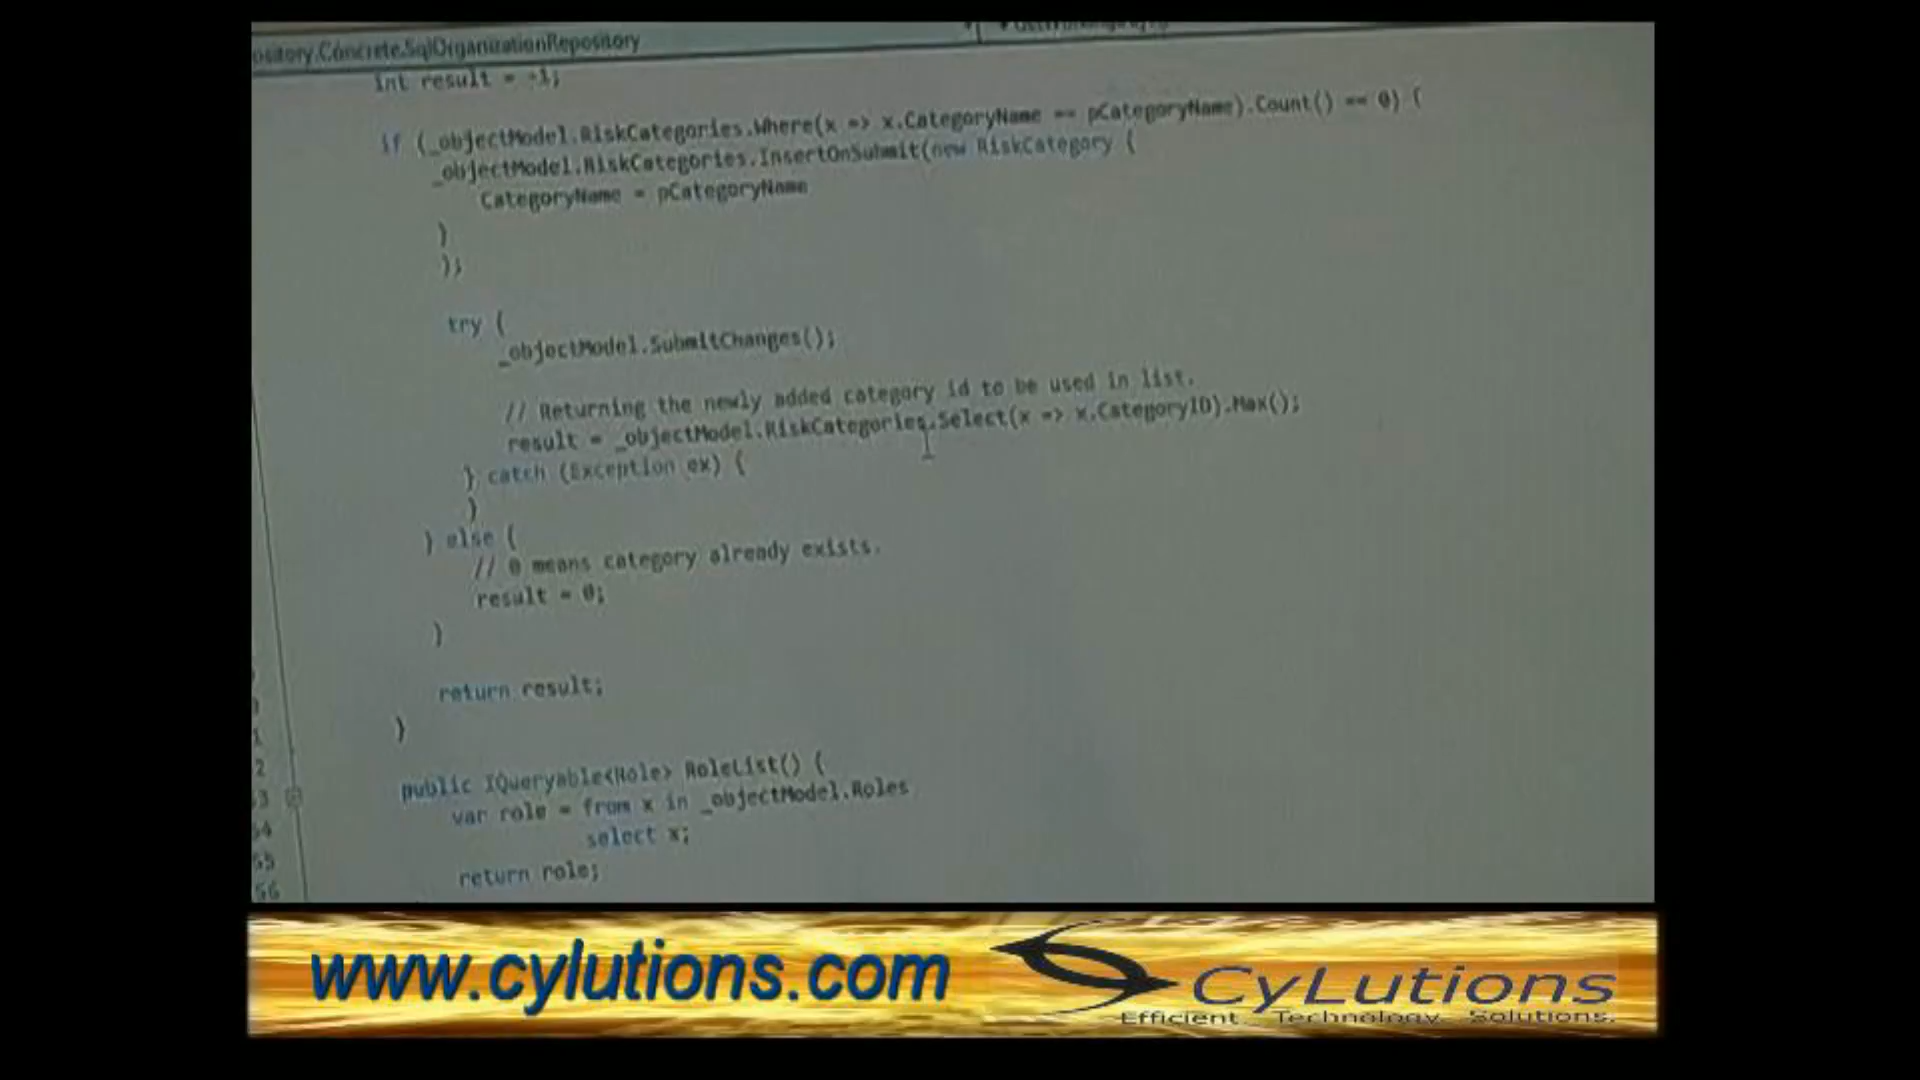 ository.Concrete.SqlOrganizationRepository
int result = -1;
if (_objectModel.RiskCategories.Where(x => x.CategoryName == pCategoryName).Count() == 0) {
_objectModel.RiskCategories.InsertOnSubmit(new RiskCategory {
CategoryName = pCategoryName
}
);
try {
_objectModel.SubmitChanges();
// Returning the newly added category id to be used in list.
result = _objectModel.RiskCategories.Select(x => x.CategoryID).Max();
} catch (Exception ex) {
}
} else {
// 0 means category already exists.
result = 0;
}
return result;
}
public IQueryable<Role> RoleList() {
var role = from x in _objectModel.Roles
select x;
return role;
www.cylutions.com
CyLutions
Efficient. Technology. Solutions.